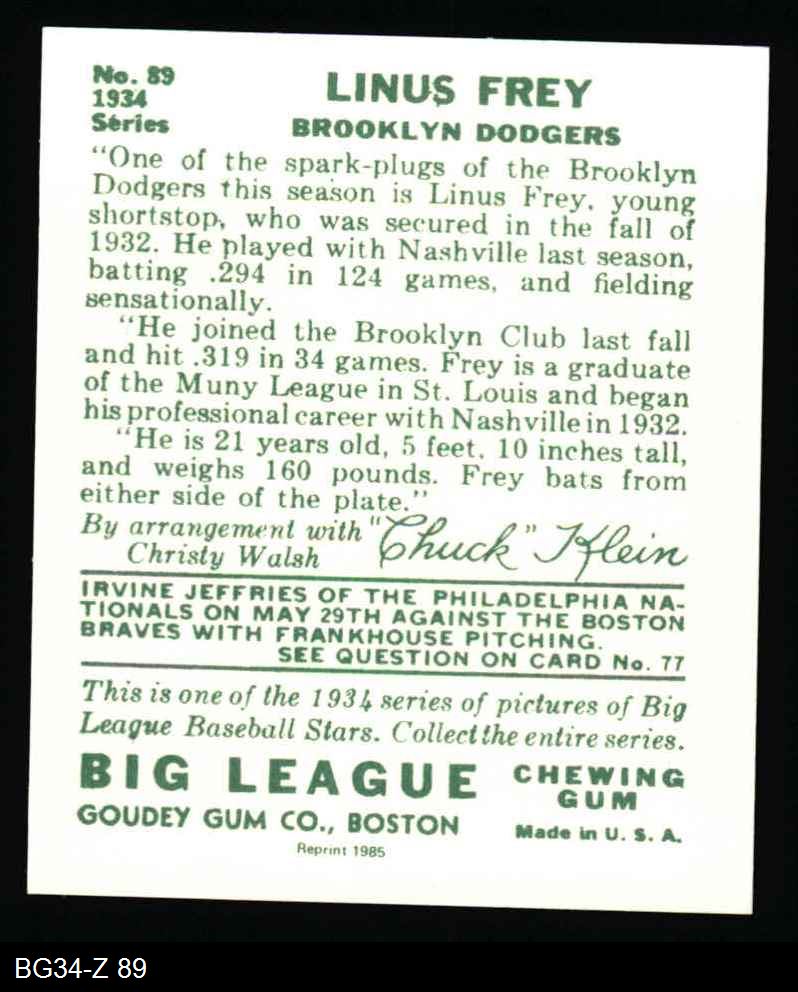 No. 89
1934
Series
LINUS FREY
BROOKLYN DODGERS
"One of the spark-plugs of the Brooklyn
Dodgers this season is Linus Frey, young
shortstop, who was secured in the fall of
1932. He played with Nashville last season,
batting .294 in 124 games, and fielding
sensationally.
"He joined the Brooklyn Club last fall
and hit .319 in 34 games. Frey is a graduate
of the Muny League in St. Louis and began
his professional career with Nashville in 1932.
"He is 21 years old, 5 feet, 10 inches tall,
and weighs 160 pounds. Frey bats from
either side of the plate."
By arrangement with
Christy Walsh
"Chuck" Klein
IRVINE JEFFRIES OF THE PHILADELPHIA NA-
TIONALS ON MAY 29TH AGAINST THE BOSTON
BRAVES WITH FRANKHOUSE PITCHING.
SEE QUESTION ON CARD No. 77
This is one of the 1934 series of pictures of Big
League Baseball Stars. Collect the entire series.
BIG LEAGUE
CHEWING
GUM
GOUDEY GUM CO., BOSTON
Made in U. S. A.
Reprint 1985
BG34-Z 89